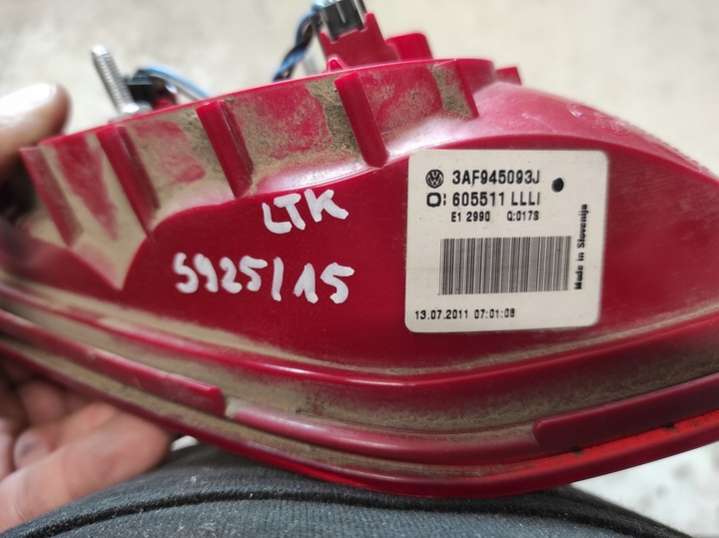 3AF945093J
O: 605511 LLLI
E1 2990 Q:0178
Made in Slovenija
13.07.2011 07:01:08
LTK
5925/15